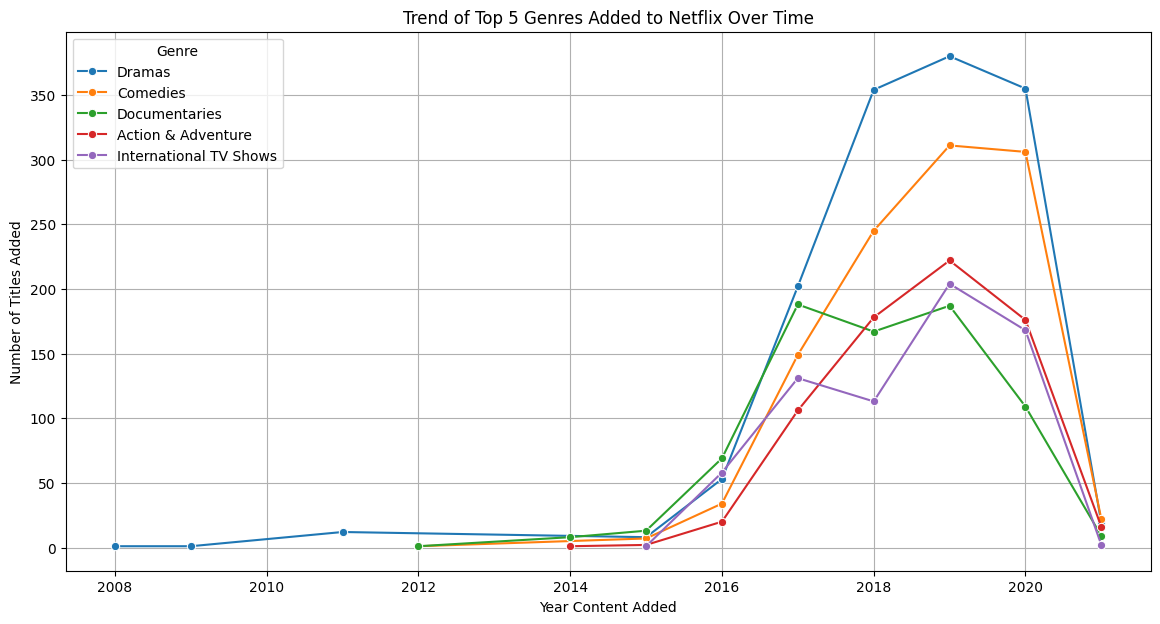 Trend of Top 5 Genres Added to Netflix Over Time
Genre
Dramas
Comedies
Documentaries
Action & Adventure
International TV Shows
Number of Titles Added
350
300
250
200
150
100
50
0
2008 2010 2012 2014 2016 2018 2020
Year Content Added